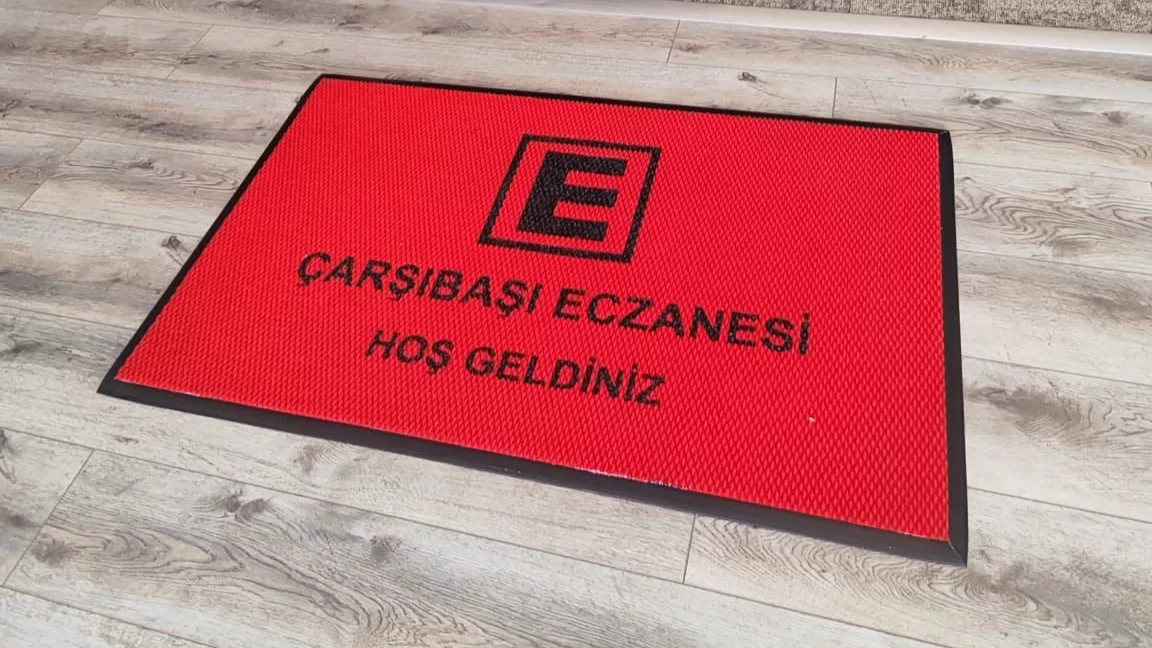 E
ÇARŞIBAŞI ECZANESİ
HOŞ GELDİNİZ